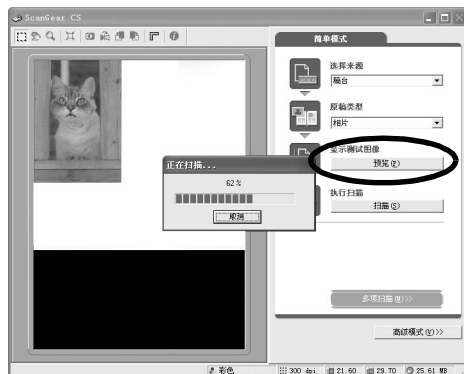 ScanGear CS
简单模式
选择来源
稿台
原稿类型
相片
显示测试图像
预览(P)
正在扫描...
62%
取消
执行扫描
扫描(S)
多项扫描(M)>>
高级模式(V)>>
彩色
300 dpi
21.60
29.70
25.61 MB